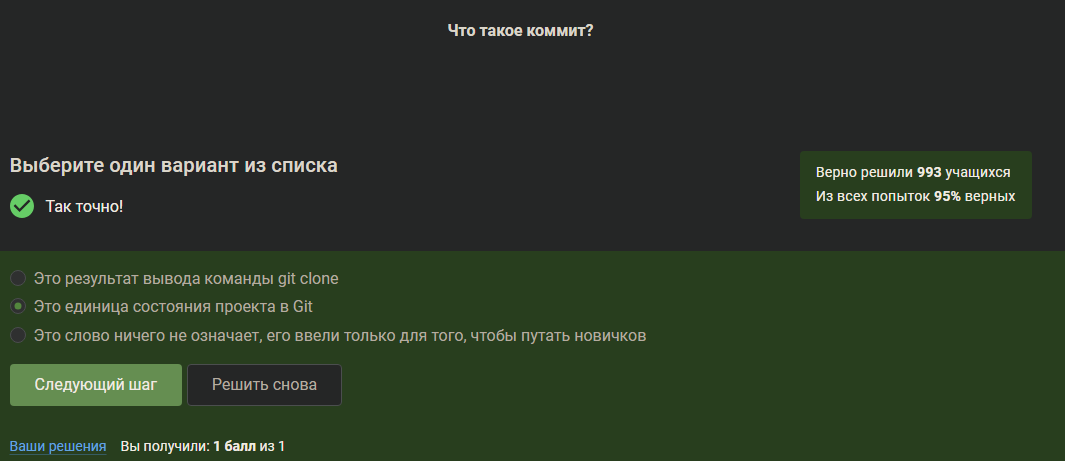 Что такое коммит?
Выберите один вариант из списка
Так точно!
Верно решили 993 учащихся
Из всех попыток 95% верных
Это результат вывода команды git clone
Это единица состояния проекта в Git
Это слово ничего не означает, его ввели только для того, чтобы путать новичков
Следующий шаг
Решить снова
Ваши решения Вы получили: 1 балл из 1